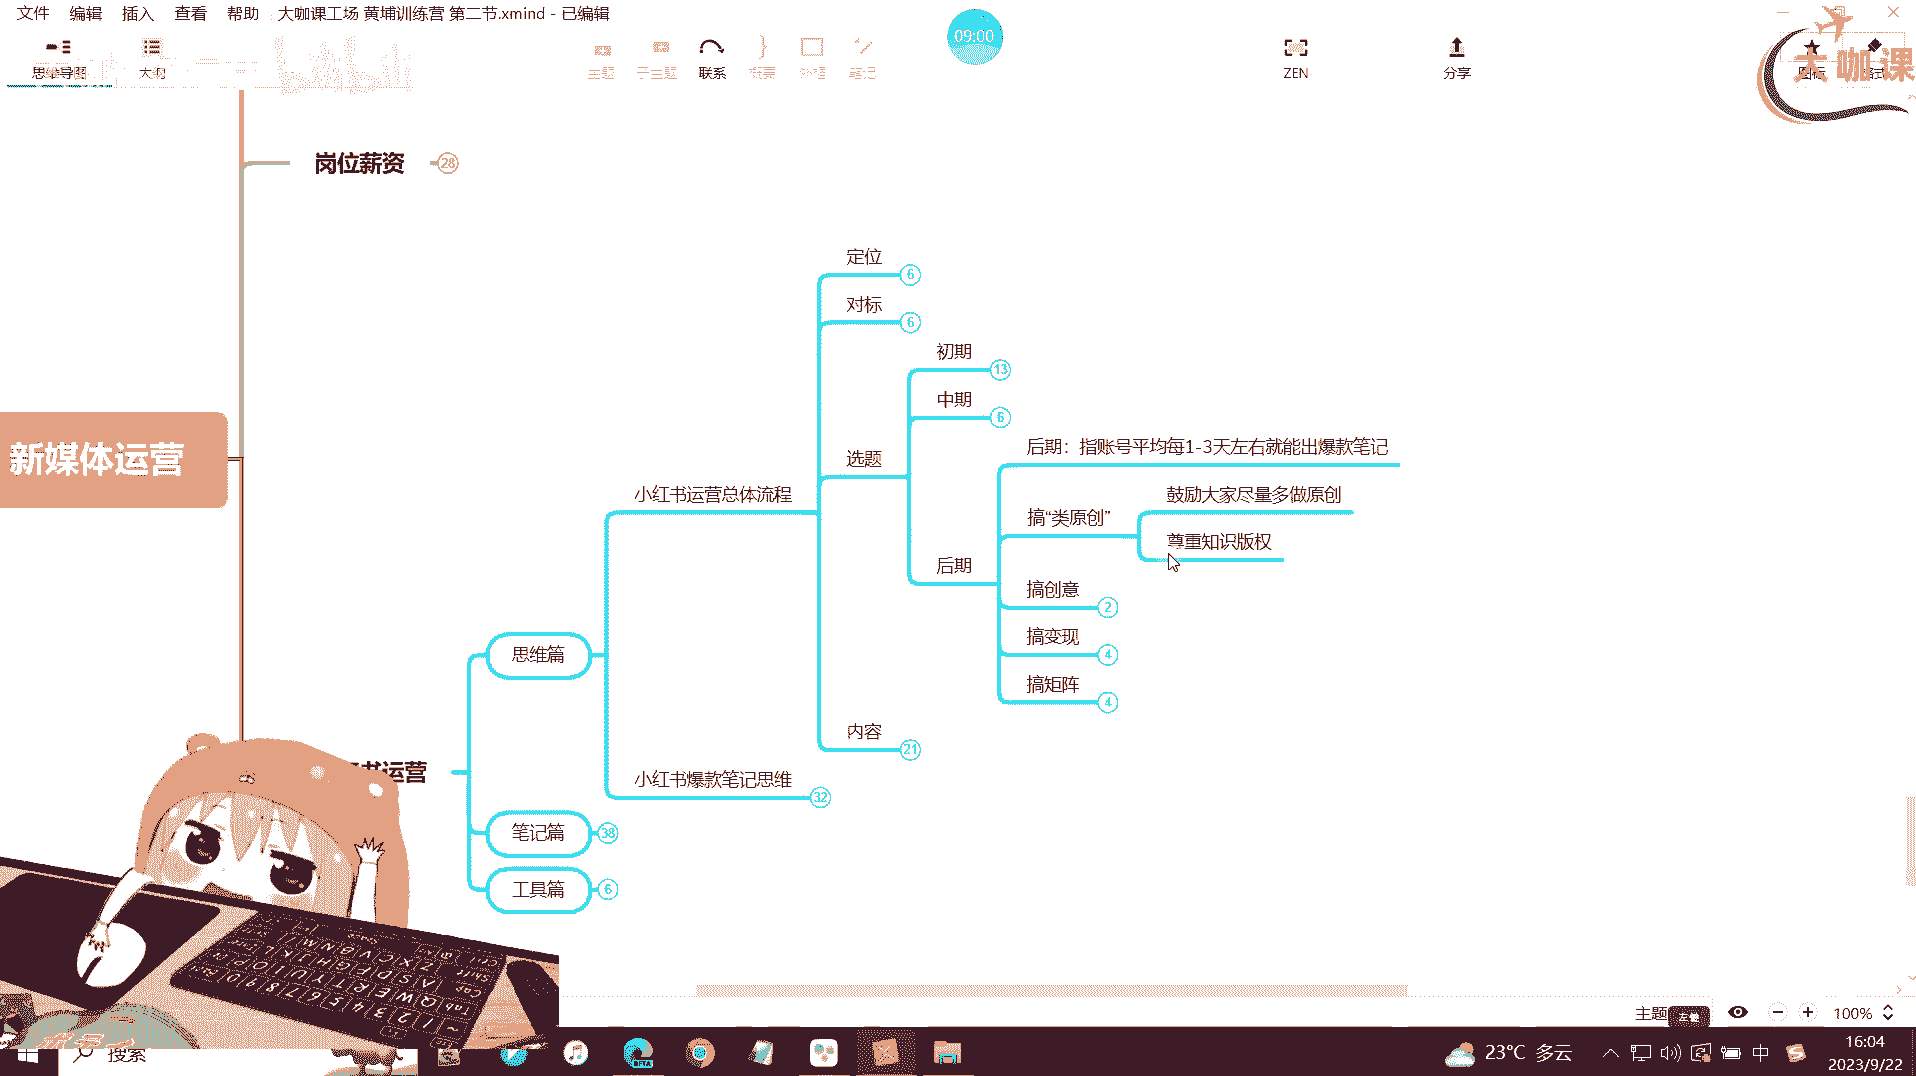 文件 编辑 插入 查看 帮助 大咖课工场 黄埔训练营 第二节.xmind - 已编辑
09:00
思维导图 大纲 主题 子主题 联系 概要 外框 笔记 ZEN 分享 图标
大咖课
岗位薪资 28
定位 6
对标 6
初期 13
中期 6
后期：指账号平均每1-3天左右就能出爆款笔记
选题
新媒体运营
小红书运营总体流程
鼓励大家尽量多做原创
搞“类原创”
尊重知识版权
后期
搞创意 2
搞变现 4
思维篇
搞矩阵 4
内容 21
书运营
小红书爆款笔记思维 32
笔记篇 38
工具篇 6
主题 100%
搜索 BETA 23°C 多云 中 16:04
2023/9/22